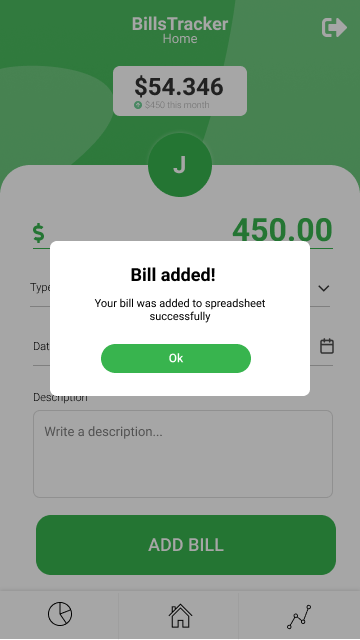 BillsTracker
Home
$54.346
$450 this month
J
$ 450.00
Type
Dat
Bill added!
Your bill was added to spreadsheet
successfully
Ok
Description
Write a description...
ADD BILL